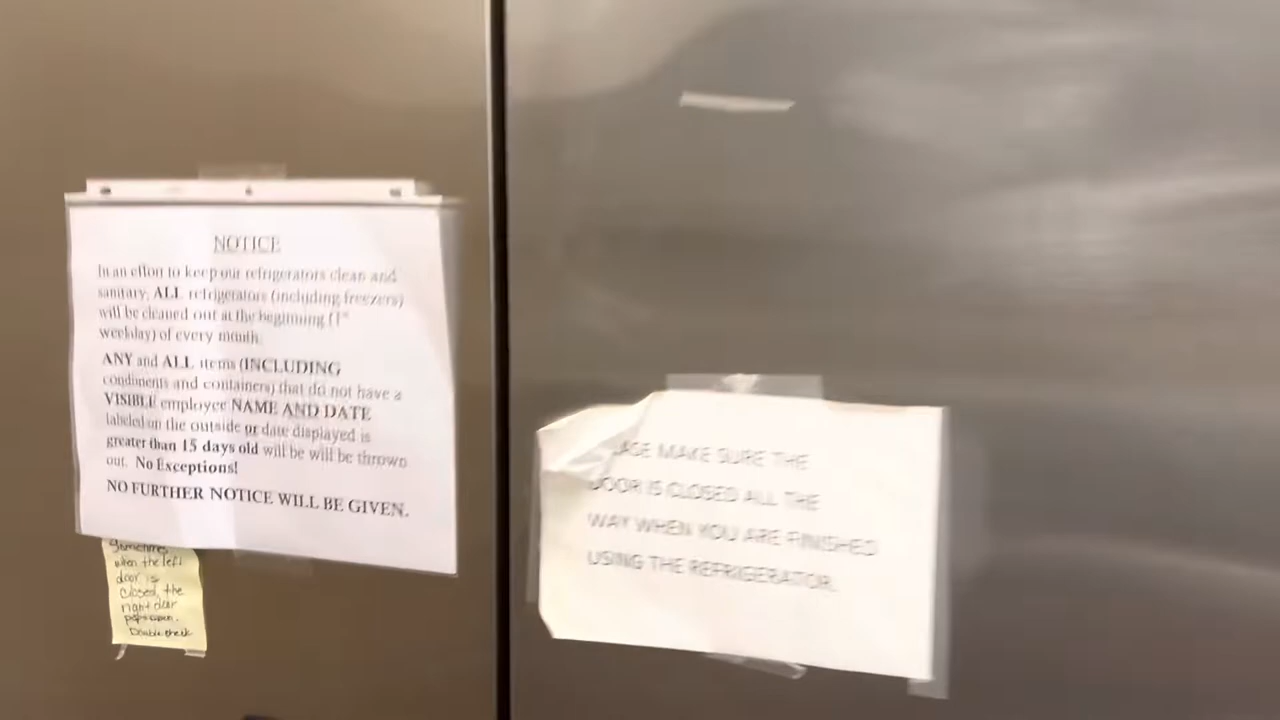 NOTICE
In an effort to keep our refrigerators clean and
sanitary, ALL refrigerators (including freezers)
will be cleaned out at the beginning (1st
weekday) of every month.
ANY and ALL items (INCLUDING
condiments and containers) that do not have a
VISIBLE employee NAME AND DATE
labeled on the outside or date displayed is
greater than 15 days old will be will be thrown
out. No Exceptions!
NO FURTHER NOTICE WILL BE GIVEN.
Sometimes
when the left
door is
closed, the
right door
pops open.
Double check
MAKE SURE THE
DOOR IS CLOSED ALL THE
WAY WHEN YOU ARE FINISHED
USING THE REFRIGERATOR.